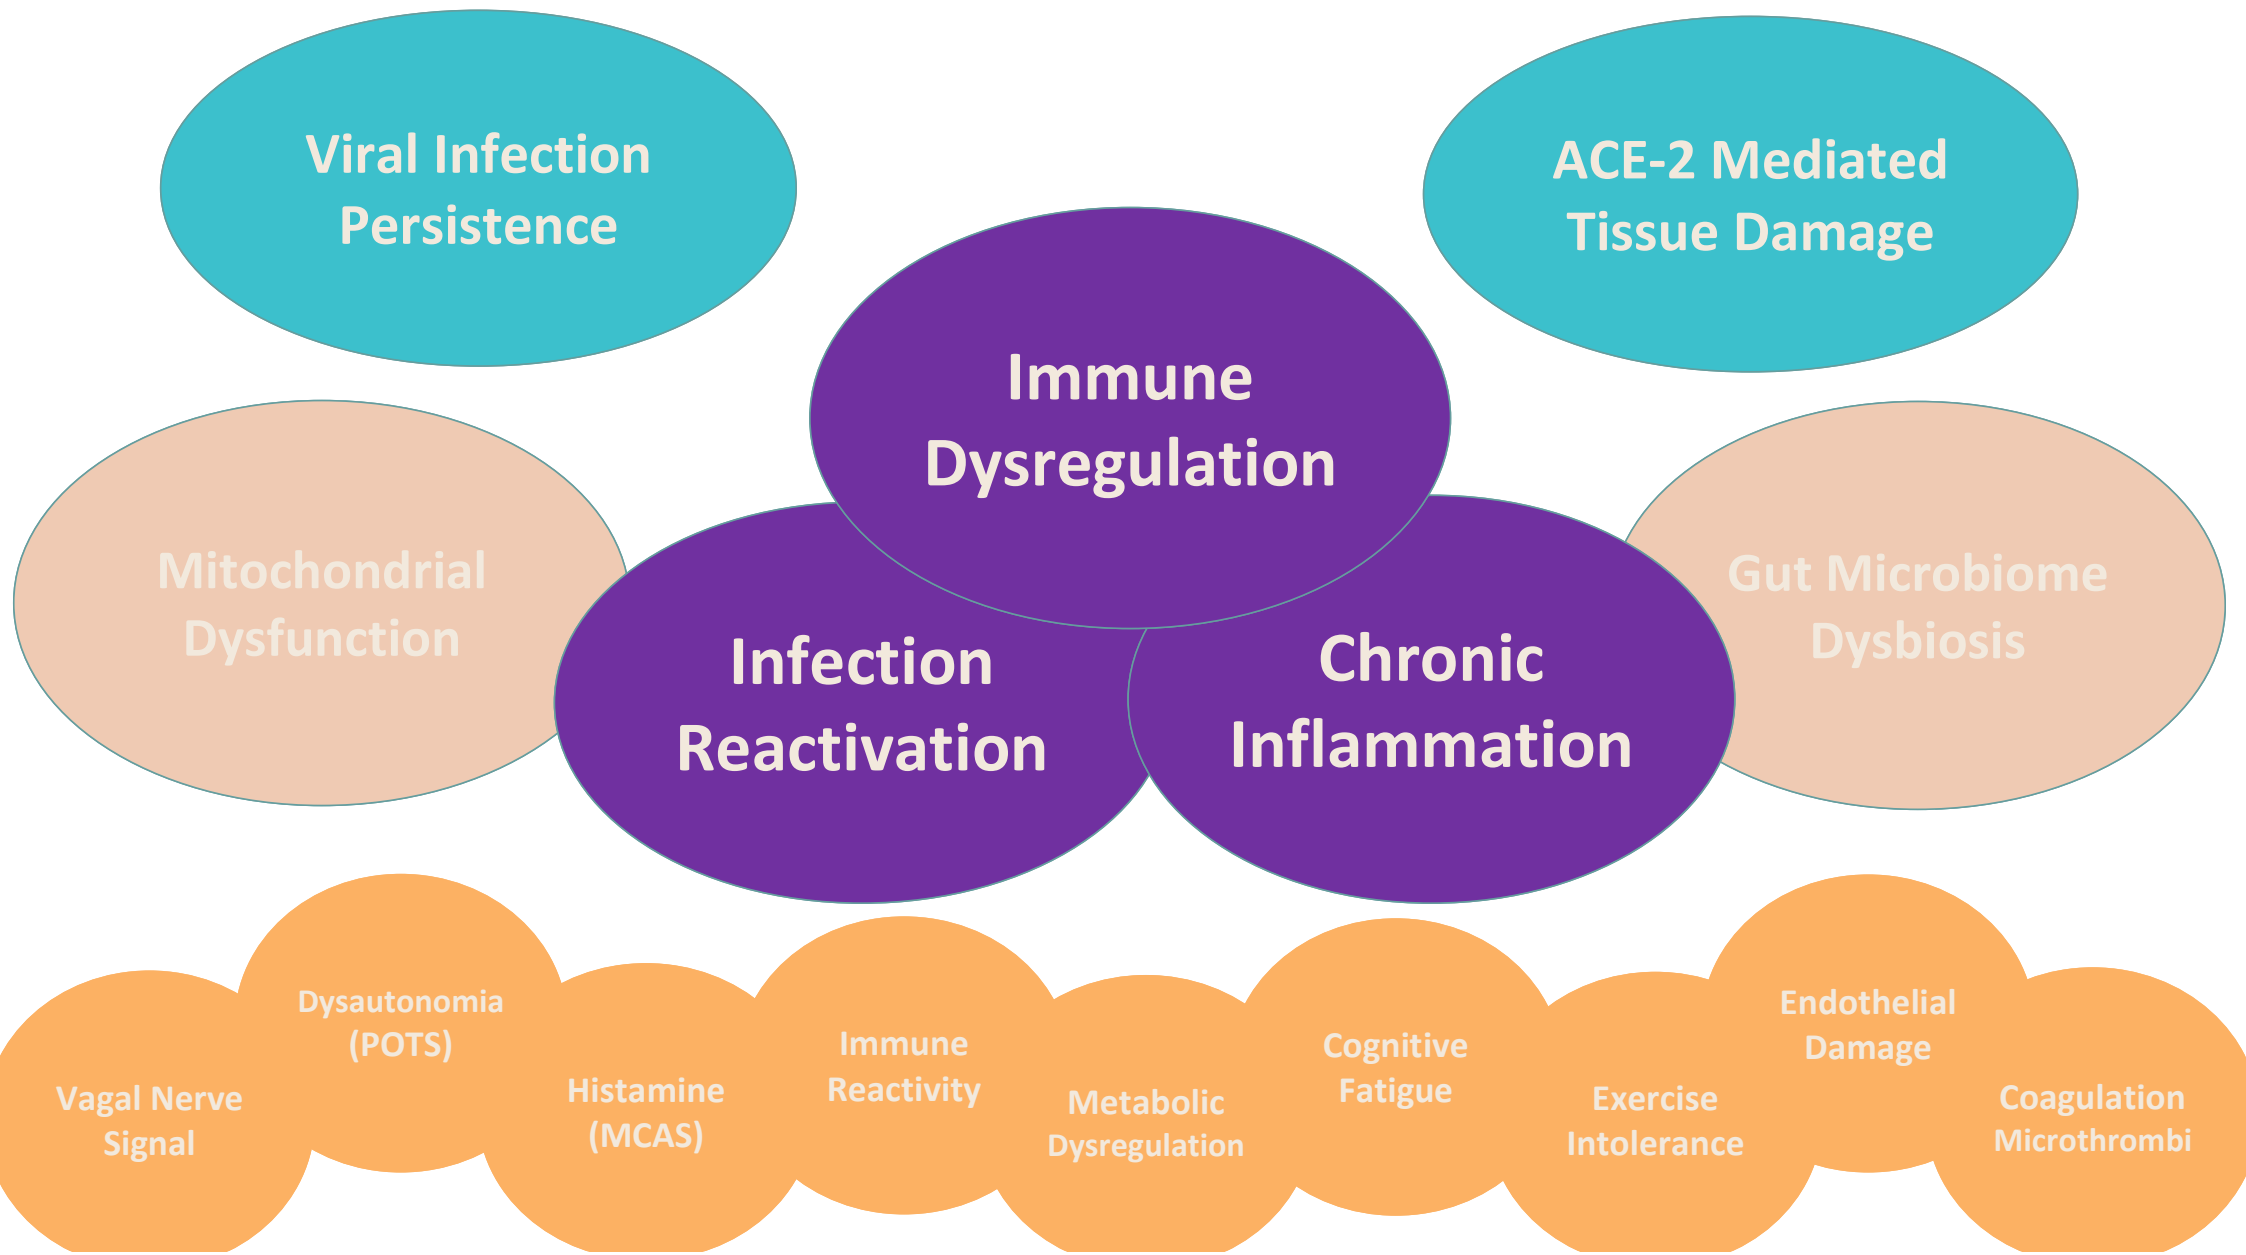 Viral Infection
Persistence
ACE-2 Mediated
Tissue Damage
Immune
Dysregulation
Mitochondrial
Dysfunction
Gut Microbiome
Dysbiosis
Infection
Reactivation
Chronic
Inflammation
Vagal Nerve
Signal
Dysautonomia
(POTS)
Histamine
(MCAS)
Immune
Reactivity
Metabolic
Dysregulation
Cognitive
Fatigue
Exercise
Intolerance
Endothelial
Damage
Coagulation
Microthrombi